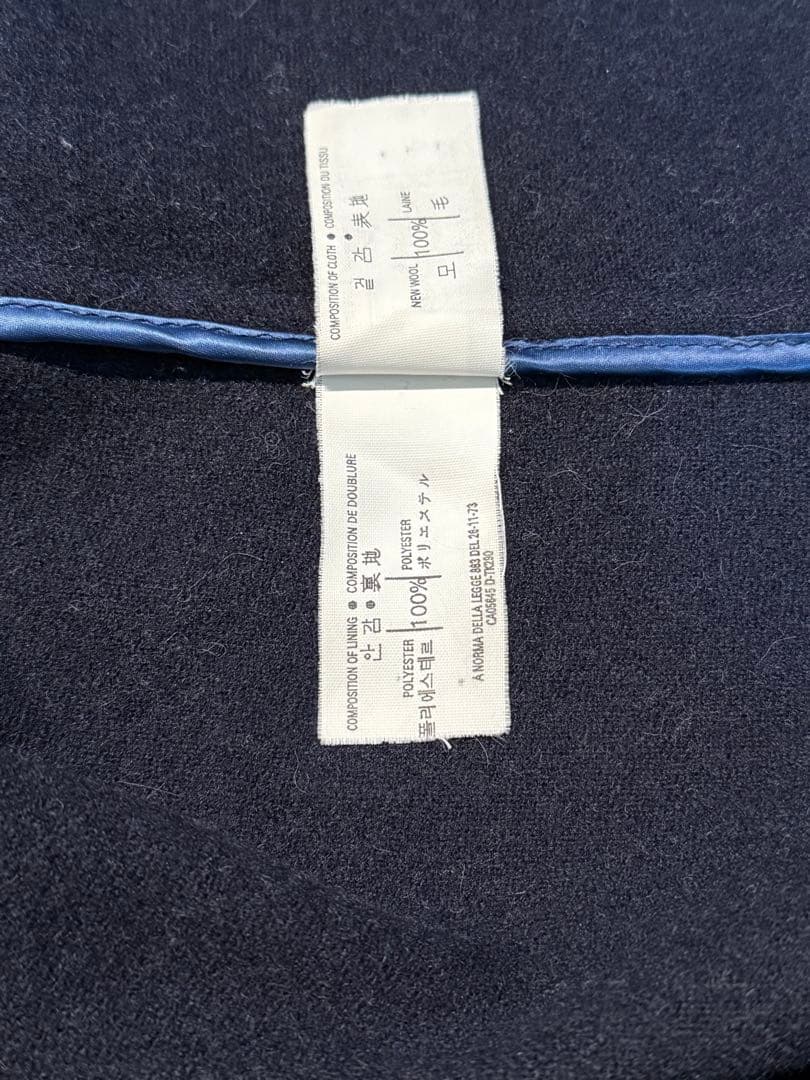 COMPOSITION OF CLOTH ● COMPOSITION DU TISSU
겉 감 ● 表 地
NEW WOOL 100% LAINE
모 毛
COMPOSITION OF LINING ● COMPOSITION DE DOUBLURE
안 감 ● 裏 地
POLYESTER 100% POLYESTER
폴리에스테르 ポリエステル
A NORMA DELLA LEGGE 883 DEL 26-11-73
CA05645 D-TK290